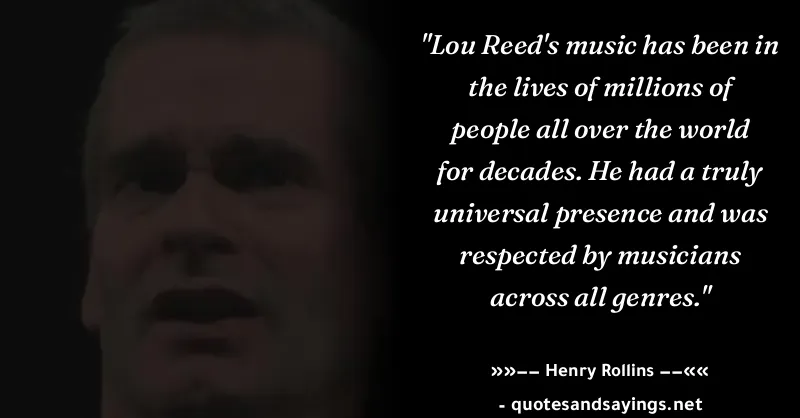 "Lou Reed's music has been in
the lives of millions of
people all over the world
for decades. He had a truly
universal presence and was
respected by musicians
across all genres."
»»−− Henry Rollins −−««
- quotesandsayings.net